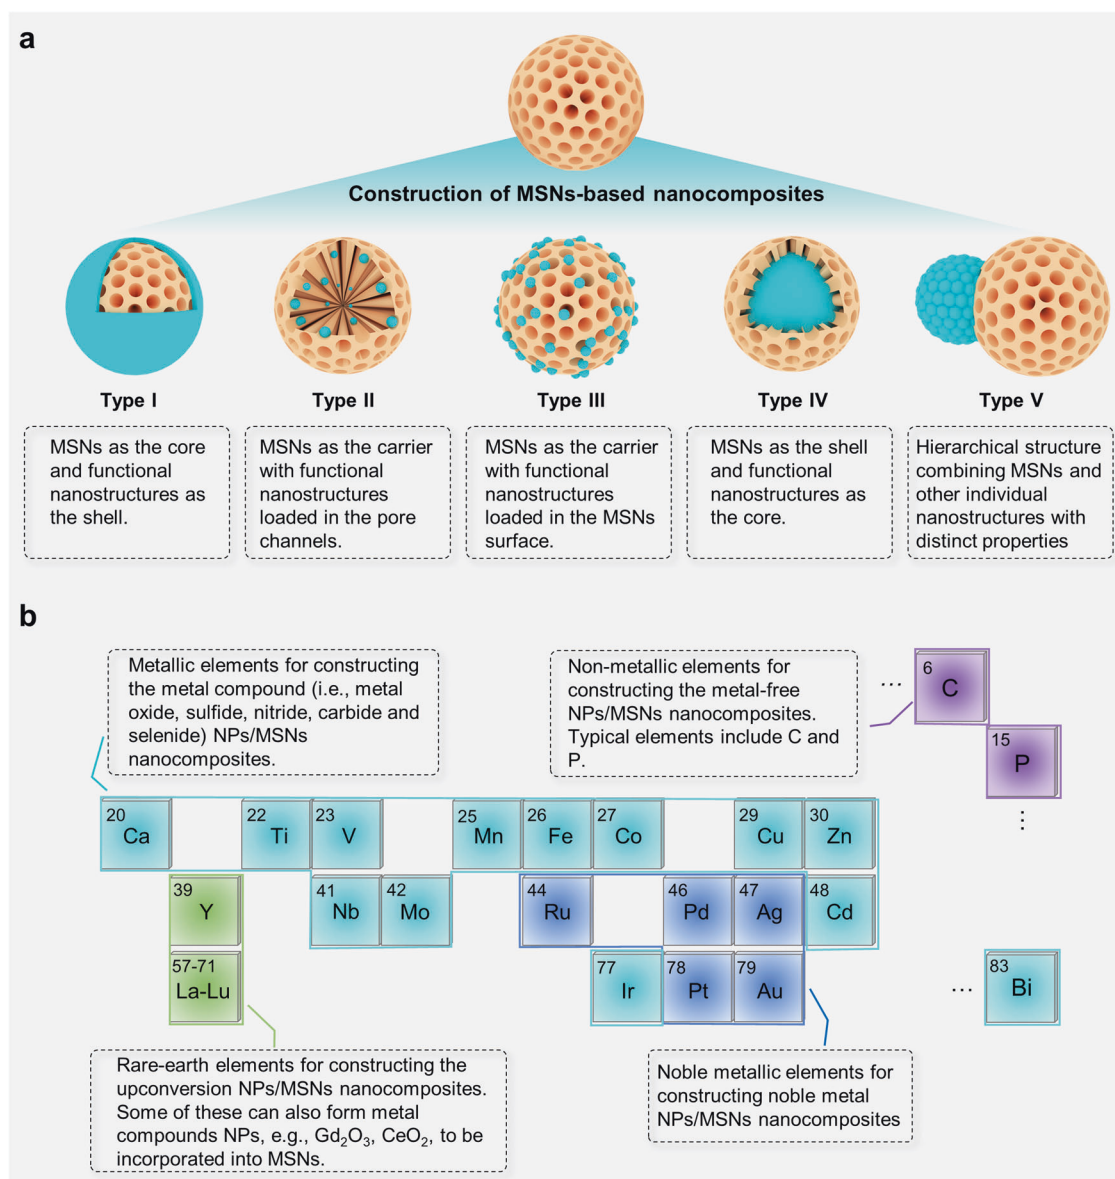 a
Construction of MSNs-based nanocomposites
Type I
Type II
Type III
Type IV
Type V
MSNs as the core
and functional
nanostructures as
the shell.
MSNs as the carrier
with functional
nanostructures
loaded in the pore
channels.
MSNs as the carrier
with functional
nanostructures
loaded in the MSNs
surface.
MSNs as the shell
and functional
nanostructures as
the core.
Hierarchical structure
combining MSNs and
other individual
nanostructures with
distinct properties
b
Metallic elements for constructing
the metal compound (i.e., metal
oxide, sulfide, nitride, carbide and
selenide) NPs/MSNs
nanocomposites.
Non-metallic elements for
constructing the metal-free
NPs/MSNs nanocomposites.
Typical elements include C and
P.
...
6
C
15
P
⋮
20
Ca
22
Ti
23
V
25
Mn
26
Fe
27
Co
29
Cu
30
Zn
39
Y
41
Nb
42
Mo
44
Ru
46
Pd
47
Ag
48
Cd
57-71
La-Lu
77
Ir
78
Pt
79
Au
...
83
Bi
Rare-earth elements for constructing the
upconversion NPs/MSNs nanocomposites.
Some of these can also form metal
compounds NPs, e.g., Gd₂O₃, CeO₂, to be
incorporated into MSNs.
Noble metallic elements for
constructing noble metal
NPs/MSNs nanocomposites